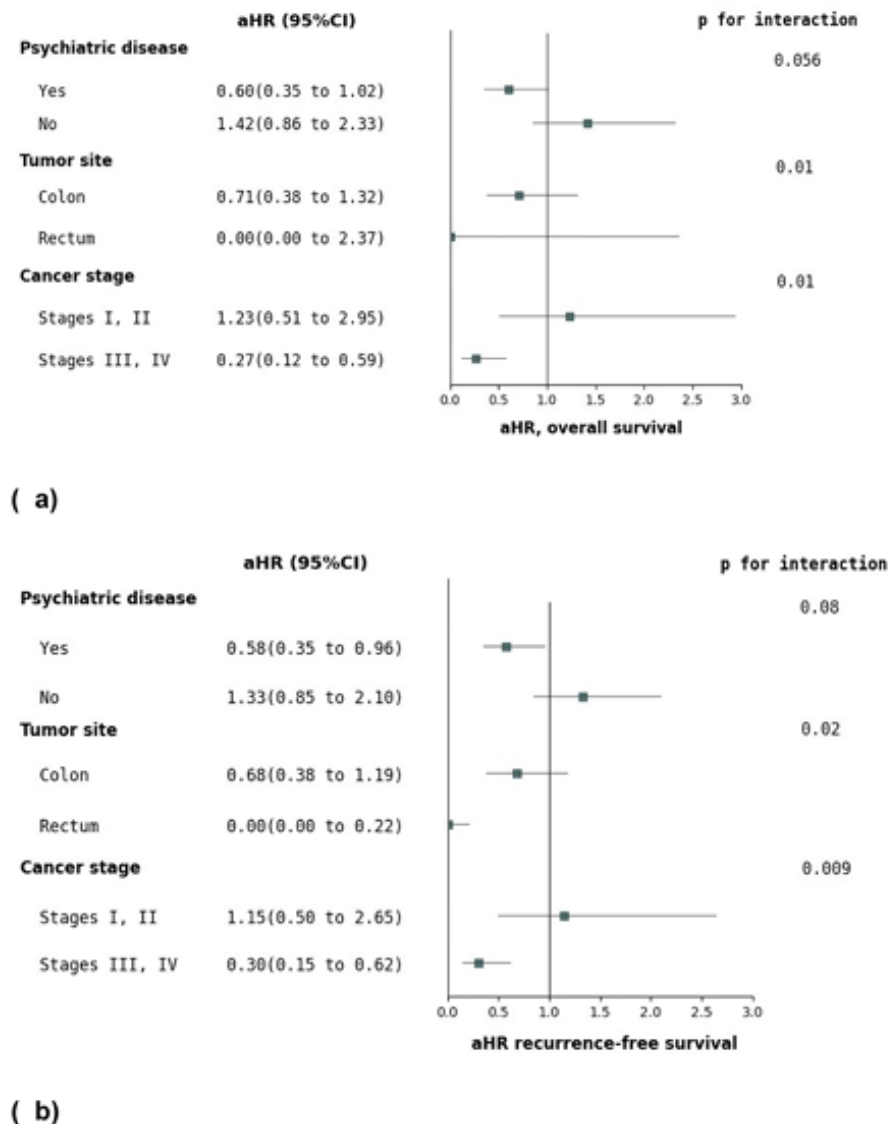 aHR (95%CI) p for interaction
Psychiatric disease 0.056
Yes 0.60(0.35 to 1.02)
No 1.42(0.86 to 2.33)
Tumor site 0.01
Colon 0.71(0.38 to 1.32)
Rectum 0.00(0.00 to 2.37)
Cancer stage 0.01
Stages I, II 1.23(0.51 to 2.95)
Stages III, IV 0.27(0.12 to 0.59)
0.0 0.5 1.0 1.5 2.0 2.5 3.0
aHR, overall survival
( a)
aHR (95%CI) p for interaction
Psychiatric disease 0.08
Yes 0.58(0.35 to 0.96)
No 1.33(0.85 to 2.10)
Tumor site 0.02
Colon 0.68(0.38 to 1.19)
Rectum 0.00(0.00 to 0.22)
Cancer stage 0.009
Stages I, II 1.15(0.50 to 2.65)
Stages III, IV 0.30(0.15 to 0.62)
0.0 0.5 1.0 1.5 2.0 2.5 3.0
aHR recurrence-free survival
( b)